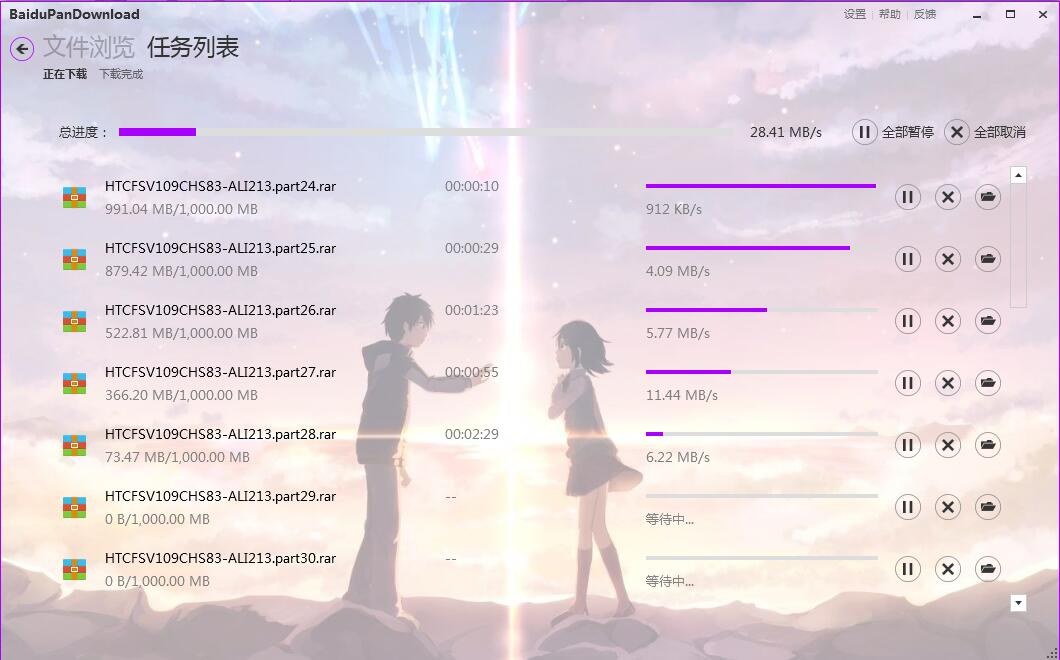 BaiduPanDownload 设置 帮助 反馈
文件浏览 任务列表
正在下载 下载完成
总进度： 28.41 MB/s 全部暂停 全部取消
HTCFSV109CHS83-ALI213.part24.rar 00:00:10
991.04 MB/1,000.00 MB 912 KB/s
HTCFSV109CHS83-ALI213.part25.rar 00:00:29
879.42 MB/1,000.00 MB 4.09 MB/s
HTCFSV109CHS83-ALI213.part26.rar 00:01:23
522.81 MB/1,000.00 MB 5.77 MB/s
HTCFSV109CHS83-ALI213.part27.rar 00:00:55
366.20 MB/1,000.00 MB 11.44 MB/s
HTCFSV109CHS83-ALI213.part28.rar 00:02:29
73.47 MB/1,000.00 MB 6.22 MB/s
HTCFSV109CHS83-ALI213.part29.rar --
0 B/1,000.00 MB 等待中...
HTCFSV109CHS83-ALI213.part30.rar --
0 B/1,000.00 MB 等待中...